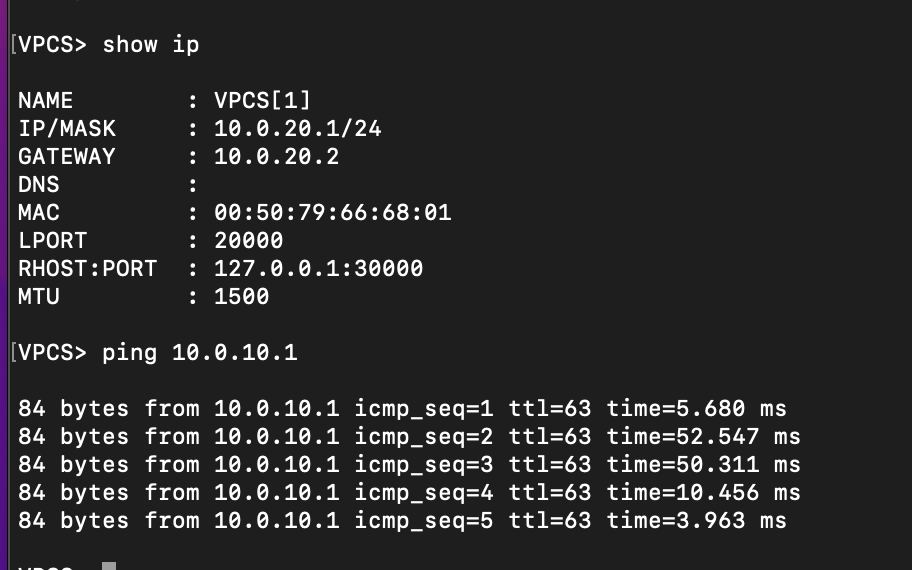 [VPCS> show ip
NAME : VPCS[1]
IP/MASK : 10.0.20.1/24
GATEWAY : 10.0.20.2
DNS :
MAC : 00:50:79:66:68:01
LPORT : 20000
RHOST:PORT : 127.0.0.1:30000
MTU : 1500
[VPCS> ping 10.0.10.1
84 bytes from 10.0.10.1 icmp_seq=1 ttl=63 time=5.680 ms
84 bytes from 10.0.10.1 icmp_seq=2 ttl=63 time=52.547 ms
84 bytes from 10.0.10.1 icmp_seq=3 ttl=63 time=50.311 ms
84 bytes from 10.0.10.1 icmp_seq=4 ttl=63 time=10.456 ms
84 bytes from 10.0.10.1 icmp_seq=5 ttl=63 time=3.963 ms
VPCS>